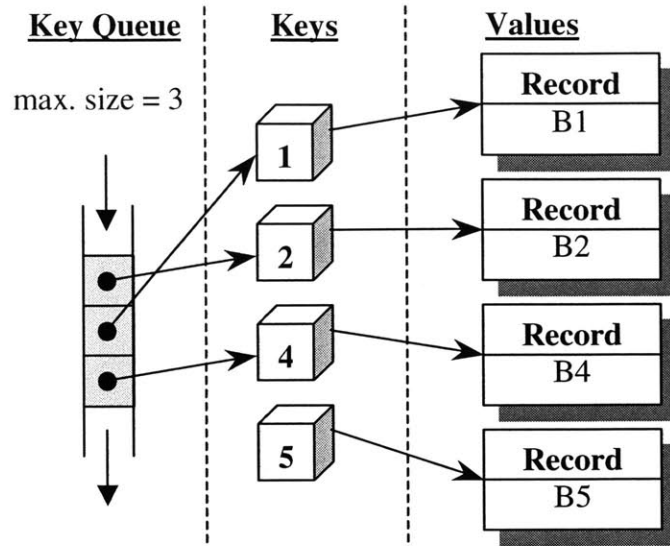 Key Queue Keys Values
max. size = 3
Record
B1
1
Record
B2
2
Record
B4
4
Record
B5
5